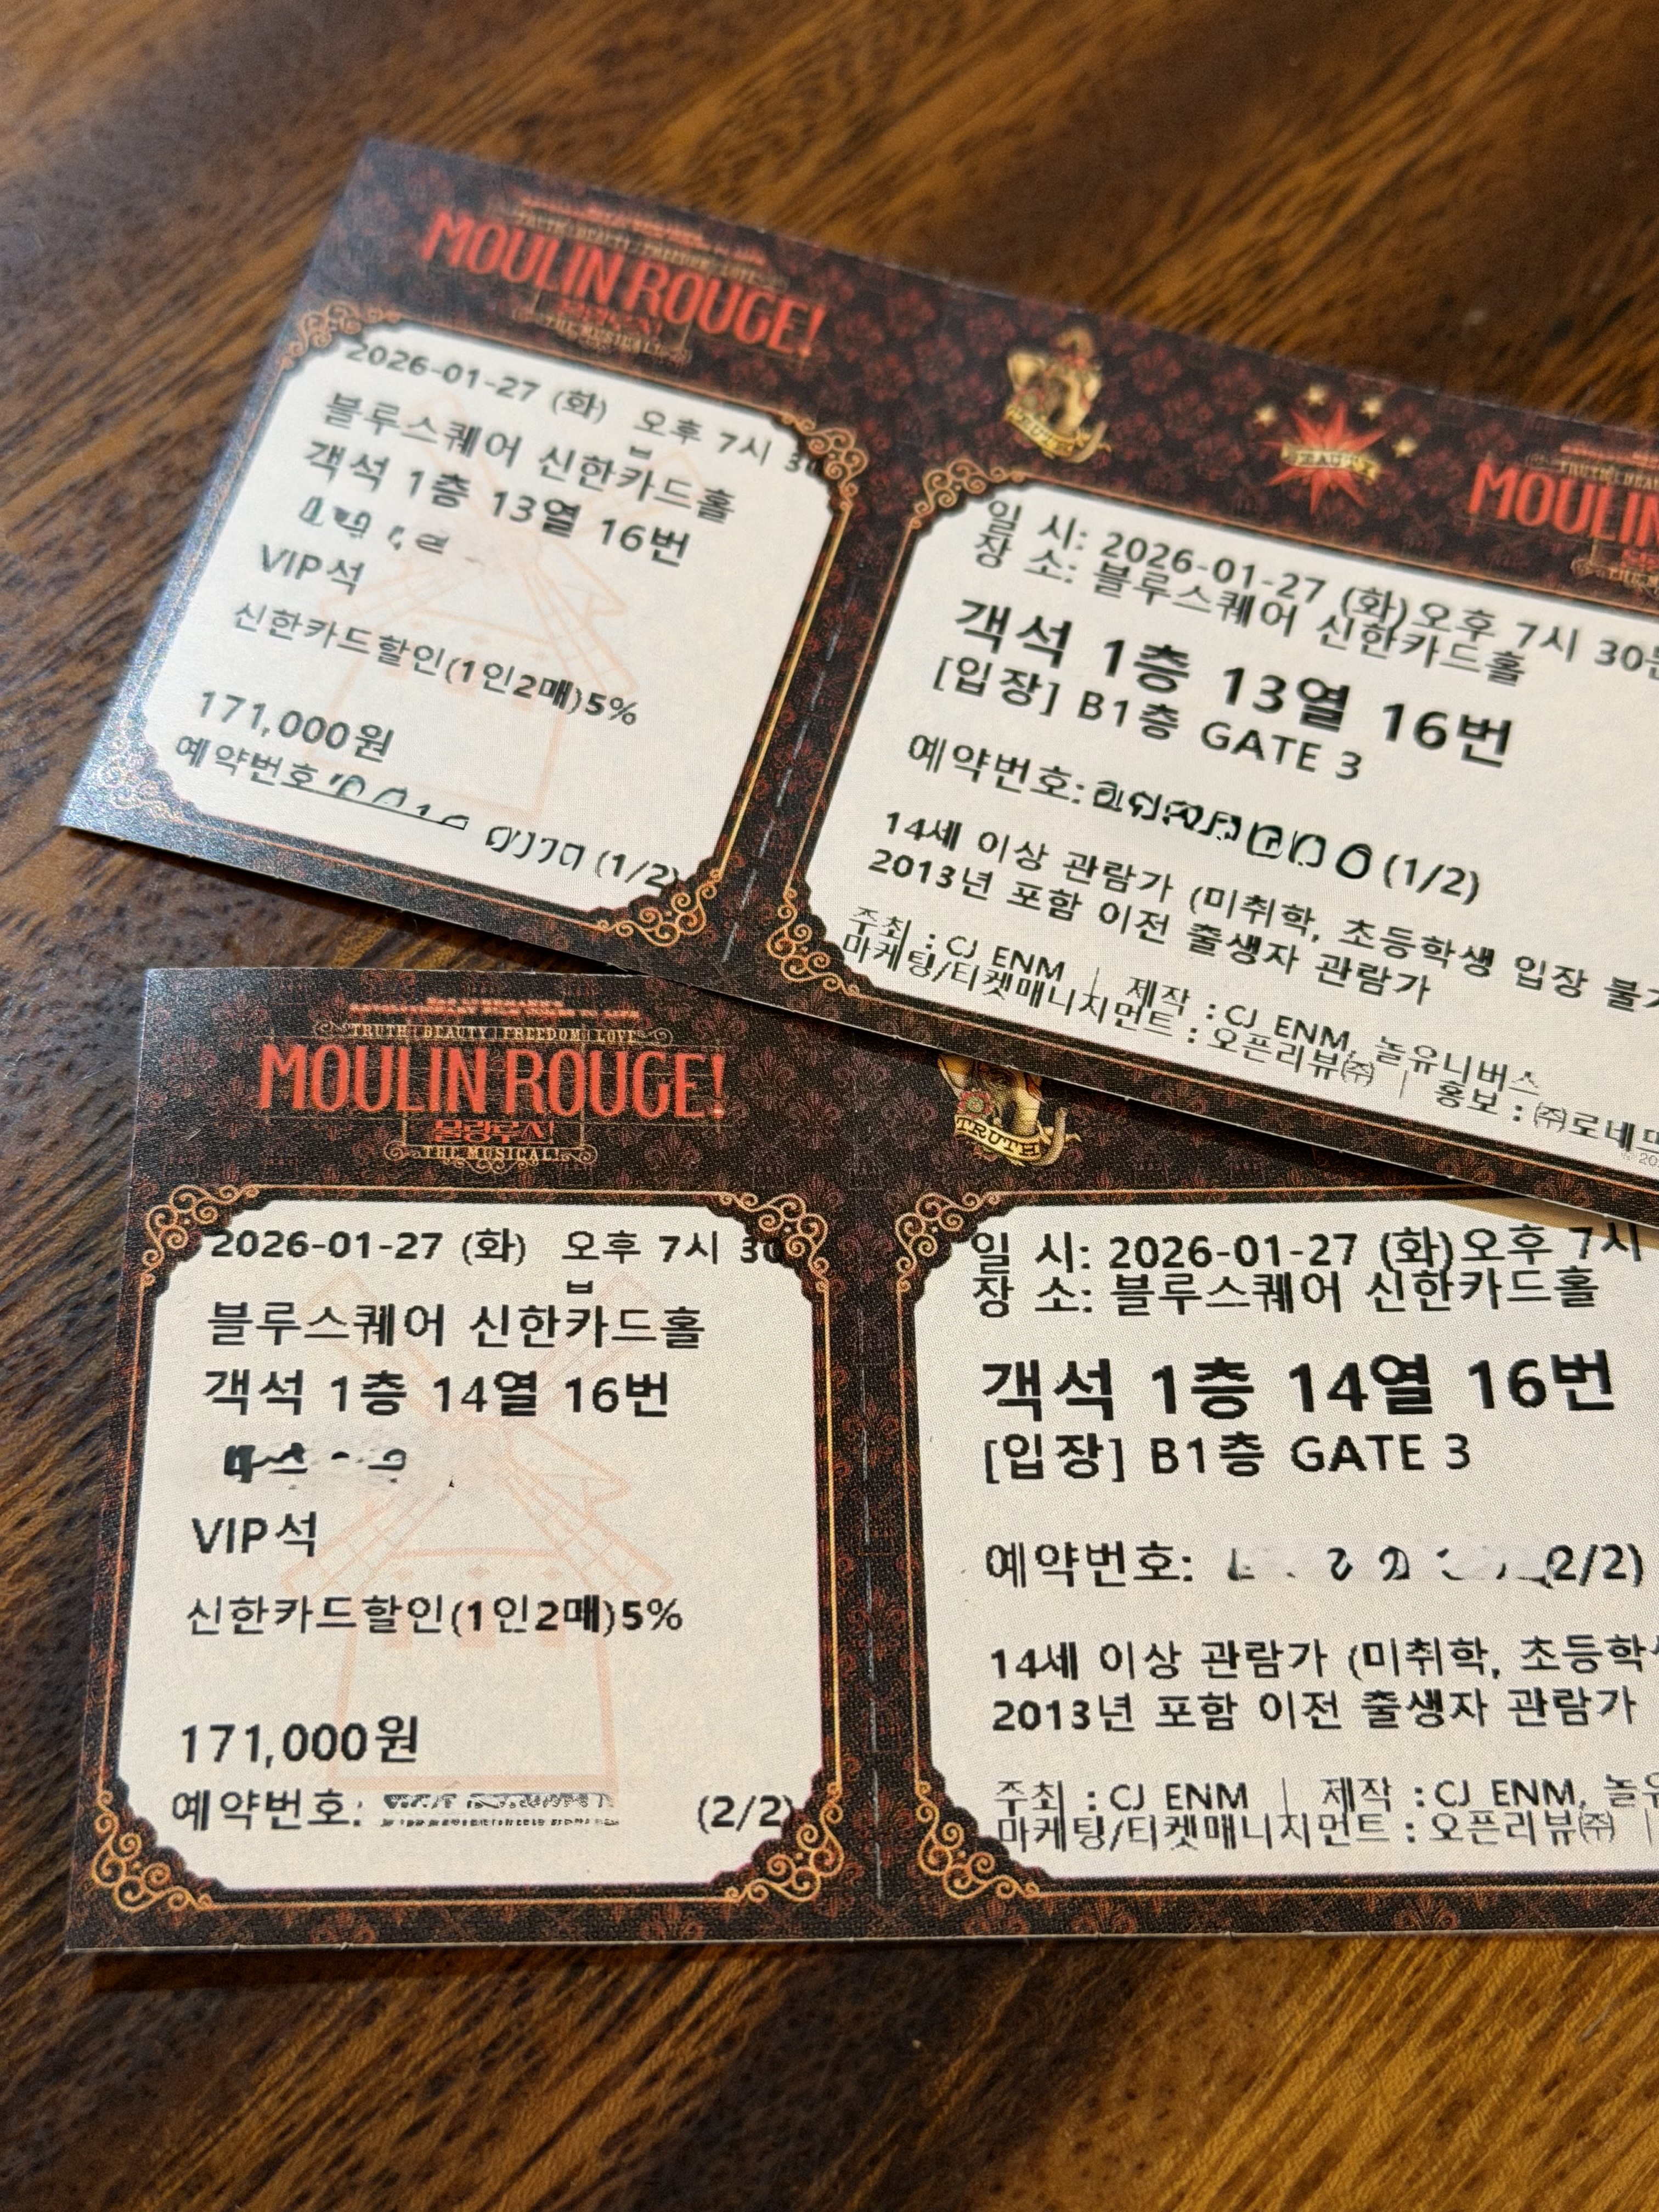 MOULIN ROUGE!
THE MUSICAL!
2026-01-27 (화) 오후 7시 30
블루스퀘어 신한카드홀
객석 1층 13열 16번
VIP석
신한카드할인(1인2매)5%
171,000원
예약번호
(1/2)
BEAUTY
MOULIN
일 시: 2026-01-27 (화)오후 7시 30분
장 소: 블루스퀘어 신한카드홀
객석 1층 13열 16번
[입장] B1층 GATE 3
예약번호: (1/2)
14세 이상 관람가 (미취학, 초등학생 입장 불
2013년 포함 이전 출생자 관람가
주최 : CJ ENM | 제작 : CJ ENM, 놀유니버스
마케팅/티켓매니지먼트 : 오픈리뷰㈜ | 홍보 : ㈜로네
TRUTH BEAUTY FREEDOM LOVE
MOULIN ROUGE!
물랑루즈!
THE MUSICAL!
TRUTH
2026-01-27 (화) 오후 7시 30
블루스퀘어 신한카드홀
객석 1층 14열 16번
VIP석
신한카드할인(1인2매)5%
171,000원
예약번호: (2/2)
일 시: 2026-01-27 (화)오후 7시
장 소: 블루스퀘어 신한카드홀
객석 1층 14열 16번
[입장] B1층 GATE 3
예약번호: (2/2)
14세 이상 관람가 (미취학, 초등학
2013년 포함 이전 출생자 관람가
주최 : CJ ENM | 제작 : CJ ENM, 놀
마케팅/티켓매니지먼트 : 오픈리뷰㈜ |